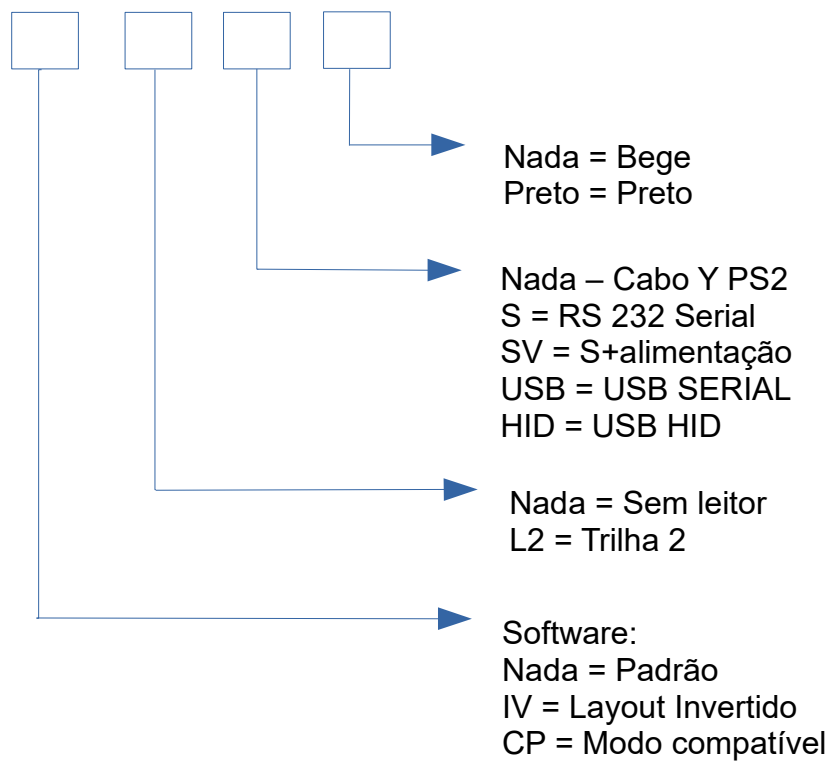 Nada = Bege
Preto = Preto
Nada – Cabo Y PS2
S = RS 232 Serial
SV = S+alimentação
USB = USB SERIAL
HID = USB HID
Nada = Sem leitor
L2 = Trilha 2
Software:
Nada = Padrão
IV = Layout Invertido
CP = Modo compatível